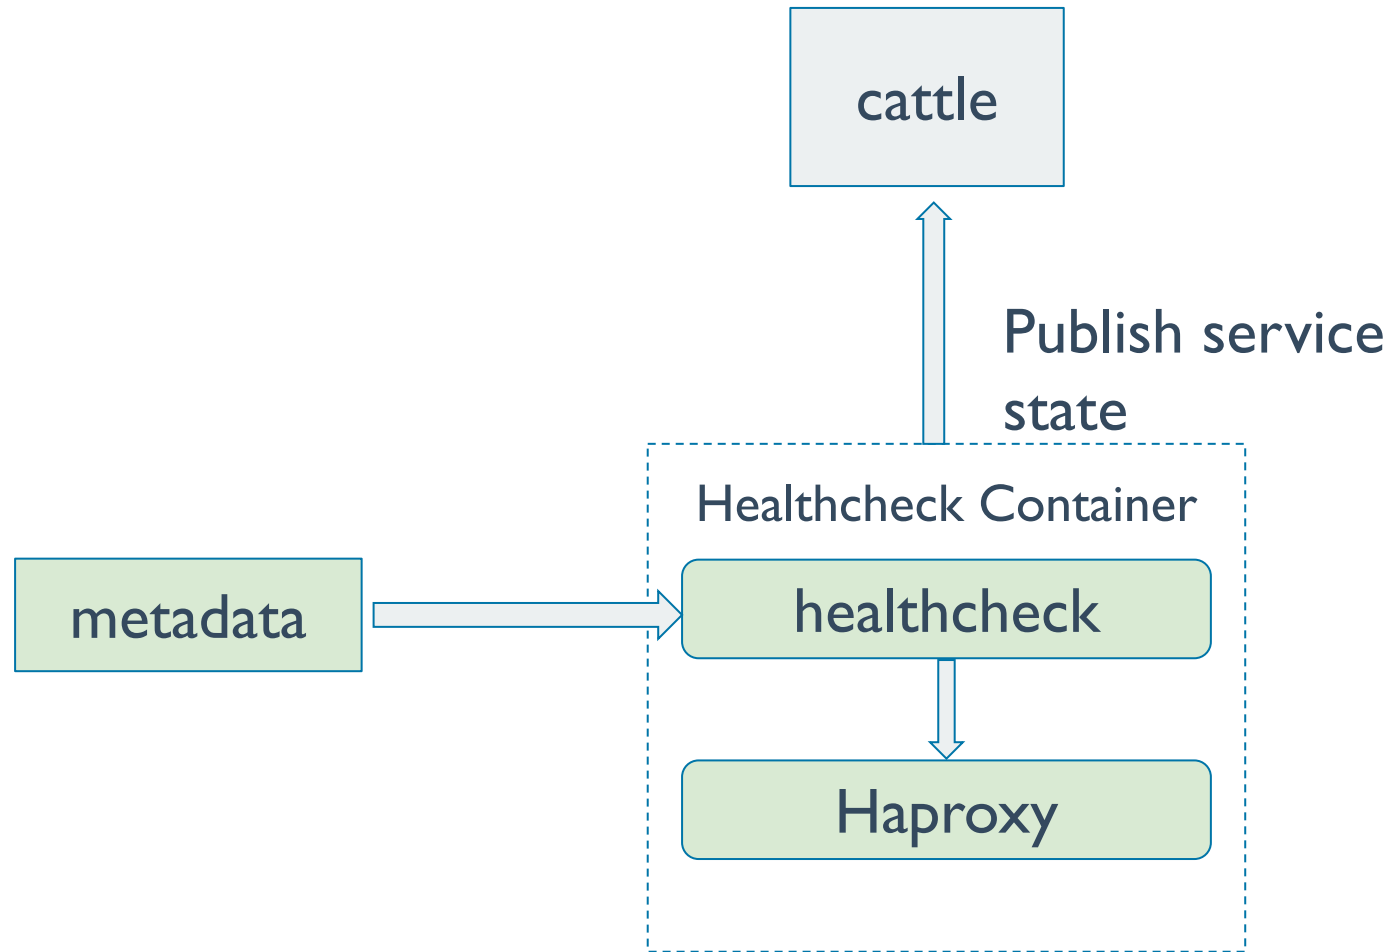 cattle
Publish service
state
Healthcheck Container
metadata
healthcheck
Haproxy